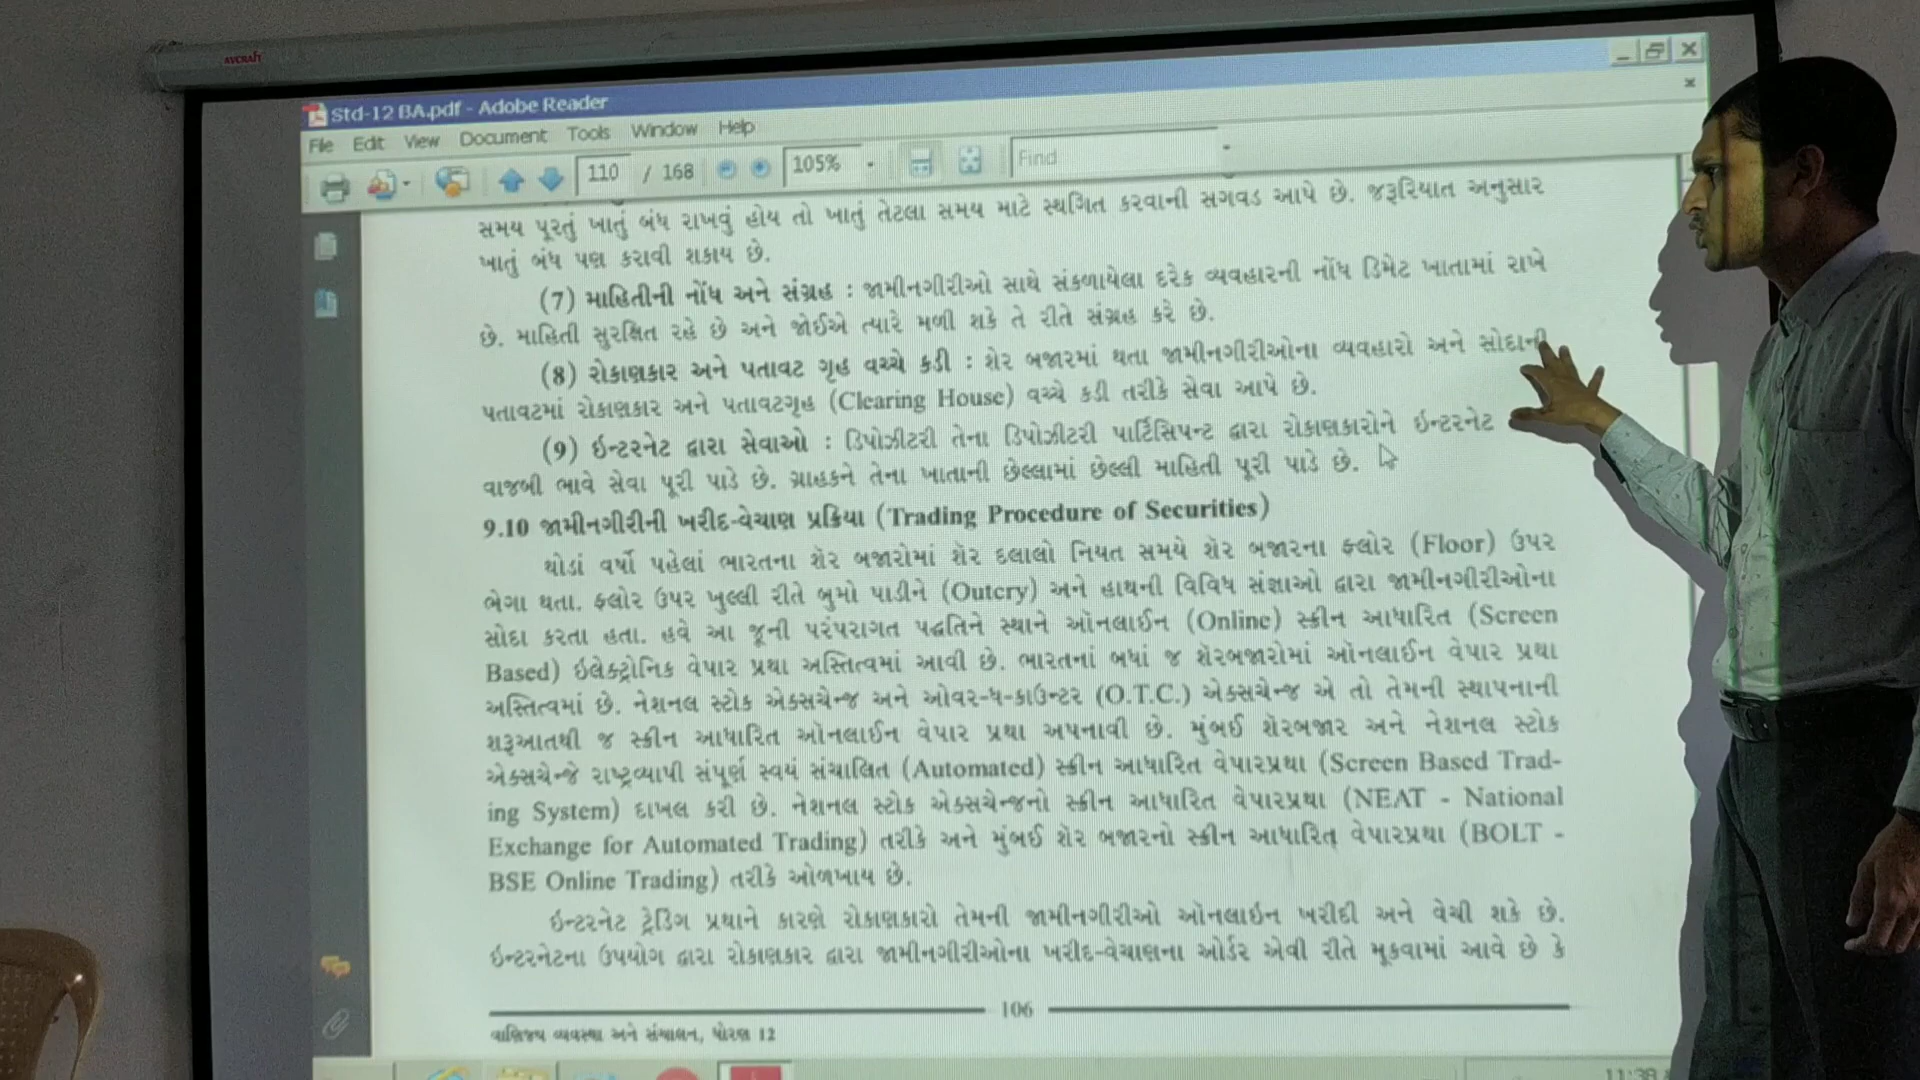 AVCRAFT
Std-12 BA.pdf - Adobe Reader
File Edit View Document Tools Window Help
110 / 168 105% Find
સમય પૂરતું ખાતું બંધ રાખવું હોય તો ખાતું તેટલા સમય માટે સ્થગિત કરવાની સગવડ આપે છે. જરૂરિયાત અનુસાર
ખાતું બંધ પણ કરાવી શકાય છે.
(7) માહિતીની નોંધ અને સંગ્રહ : જામીનગીરીઓ સાથે સંકળાયેલા દરેક વ્યવહારની નોંધ ડિમેટ ખાતામાં રાખે
છે. માહિતી સુરક્ષિત રહે છે અને જોઈએ ત્યારે મળી શકે તે રીતે સંગ્રહ કરે છે.
(8) રોકાણકાર અને પતાવટ ગૃહ વચ્ચે કડી : શેર બજારમાં થતા જામીનગીરીઓના વ્યવહારો અને સોદાની
પતાવટમાં રોકાણકાર અને પતાવટગૃહ (Clearing House) વચ્ચે કડી તરીકે સેવા આપે છે.
(9) ઇન્ટરનેટ દ્વારા સેવાઓ : ડિપોઝીટરી તેના ડિપોઝીટરી પાર્ટિસિપન્ટ દ્વારા રોકાણકારોને ઇન્ટરનેટ
વાજબી ભાવે સેવા પૂરી પાડે છે. ગ્રાહકને તેના ખાતાની છેલ્લામાં છેલ્લી માહિતી પૂરી પાડે છે.
9.10 જામીનગીરીની ખરીદ-વેચાણ પ્રક્રિયા (Trading Procedure of Securities)
થોડાં વર્ષો પહેલાં ભારતના શેર બજારોમાં શેર દલાલો નિયત સમયે શેર બજારના ફ્લોર (Floor) ઉપર
ભેગા થતા. ફ્લોર ઉપર ખુલ્લી રીતે બુમો પાડીને (Outcry) અને હાથની વિવિધ સંજ્ઞાઓ દ્વારા જામીનગીરીઓના
સોદા કરતા હતા. હવે આ જૂની પરંપરાગત પદ્ધતિને સ્થાને ઑનલાઈન (Online) સ્ક્રીન આધારિત (Screen
Based) ઇલેક્ટ્રોનિક વેપાર પ્રથા અસ્તિત્વમાં આવી છે. ભારતનાં બધાં જ શેરબજારોમાં ઑનલાઈન વેપાર પ્રથા
અસ્તિત્વમાં છે. નેશનલ સ્ટોક એક્સચેન્જ અને ઓવર-ધ-કાઉન્ટર (O.T.C.) એક્સચેન્જ એ તો તેમની સ્થાપનાની
શરૂઆતથી જ સ્ક્રીન આધારિત ઑનલાઈન વેપાર પ્રથા અપનાવી છે. મુંબઈ શેરબજાર અને નેશનલ સ્ટોક
એક્સચેન્જે રાષ્ટ્રવ્યાપી સંપૂર્ણ સ્વયં સંચાલિત (Automated) સ્ક્રીન આધારિત વેપારપ્રથા (Screen Based Trad-
ing System) દાખલ કરી છે. નેશનલ સ્ટોક એક્સચેન્જનો સ્ક્રીન આધારિત વેપારપ્રથા (NEAT - National
Exchange for Automated Trading) તરીકે અને મુંબઈ શેર બજારનો સ્ક્રીન આધારિત વેપારપ્રથા (BOLT -
BSE Online Trading) તરીકે ઓળખાય છે.
ઇન્ટરનેટ ટ્રેડિંગ પ્રથાને કારણે રોકાણકારો તેમની જામીનગીરીઓ ઑનલાઇન ખરીદી અને વેચી શકે છે.
ઇન્ટરનેટના ઉપયોગ દ્વારા રોકાણકાર દ્વારા જામીનગીરીઓના ખરીદ-વેચાણના ઓર્ડર એવી રીતે મૂકવામાં આવે છે કે
106
વાણિજ્ય વ્યવસ્થા અને સંચાલન, ધોરણ 12
11:38